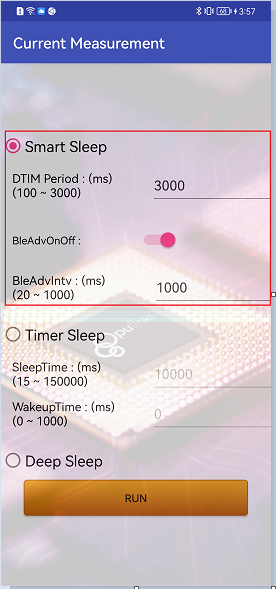 68 3:57
Current Measurement
Smart Sleep
DTIM Period : (ms)
(100 ~ 3000)
3000
BleAdvOnOff :
BleAdvIntv : (ms)
(20 ~ 1000)
1000
Timer Sleep
SleepTime : (ms)
(15 ~ 150000)
10000
WakeupTime : (ms)
(0 ~ 1000)
0
Deep Sleep
RUN